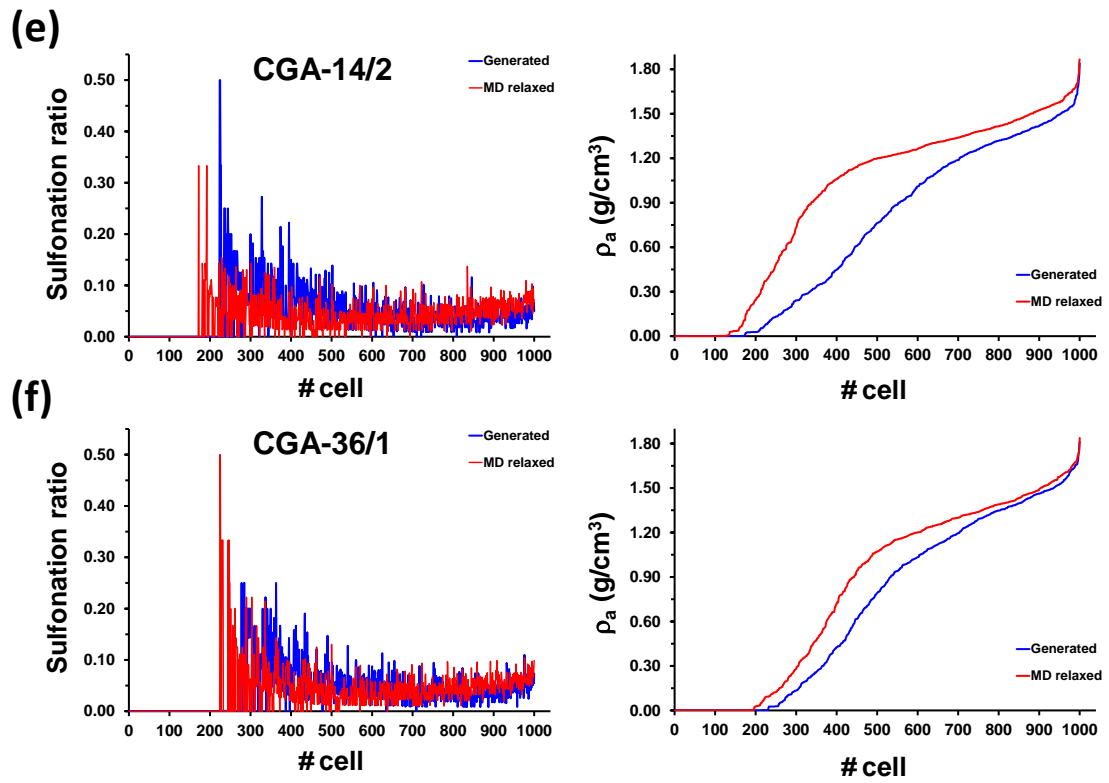 (e)
CGA-14/2
Generated
MD relaxed
Sulfonation ratio
0.50
0.40
0.30
0.20
0.10
0.00
0 100 200 300 400 500 600 700 800 900 1000
# cell
ρa (g/cm³)
1.80
1.50
1.20
0.90
0.60
0.30
0.00
Generated
MD relaxed
0 100 200 300 400 500 600 700 800 900 1000
# cell
(f)
CGA-36/1
Generated
MD relaxed
Sulfonation ratio
0.50
0.40
0.30
0.20
0.10
0.00
0 100 200 300 400 500 600 700 800 900 1000
# cell
ρa (g/cm³)
1.80
1.50
1.20
0.90
0.60
0.30
0.00
Generated
MD relaxed
0 100 200 300 400 500 600 700 800 900 1000
# cell